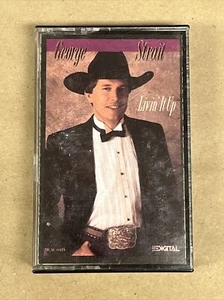 George Strait
Livin' It Up
DIGITAL